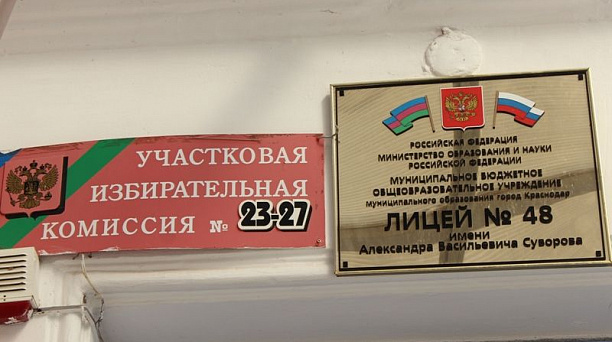 УЧАСТКОВАЯ
ИЗБИРАТЕЛЬНАЯ
КОМИССИЯ № 23-27
РОССИЙСКАЯ ФЕДЕРАЦИЯ
МИНИСТЕРСТВО ОБРАЗОВАНИЯ И НАУКИ
РОССИЙСКОЙ ФЕДЕРАЦИИ
МУНИЦИПАЛЬНОЕ БЮДЖЕТНОЕ
ОБЩЕОБРАЗОВАТЕЛЬНОЕ УЧРЕЖДЕНИЕ
муниципального образования город Краснодар
ЛИЦЕЙ № 48
имени
Александра Васильевича Суворова